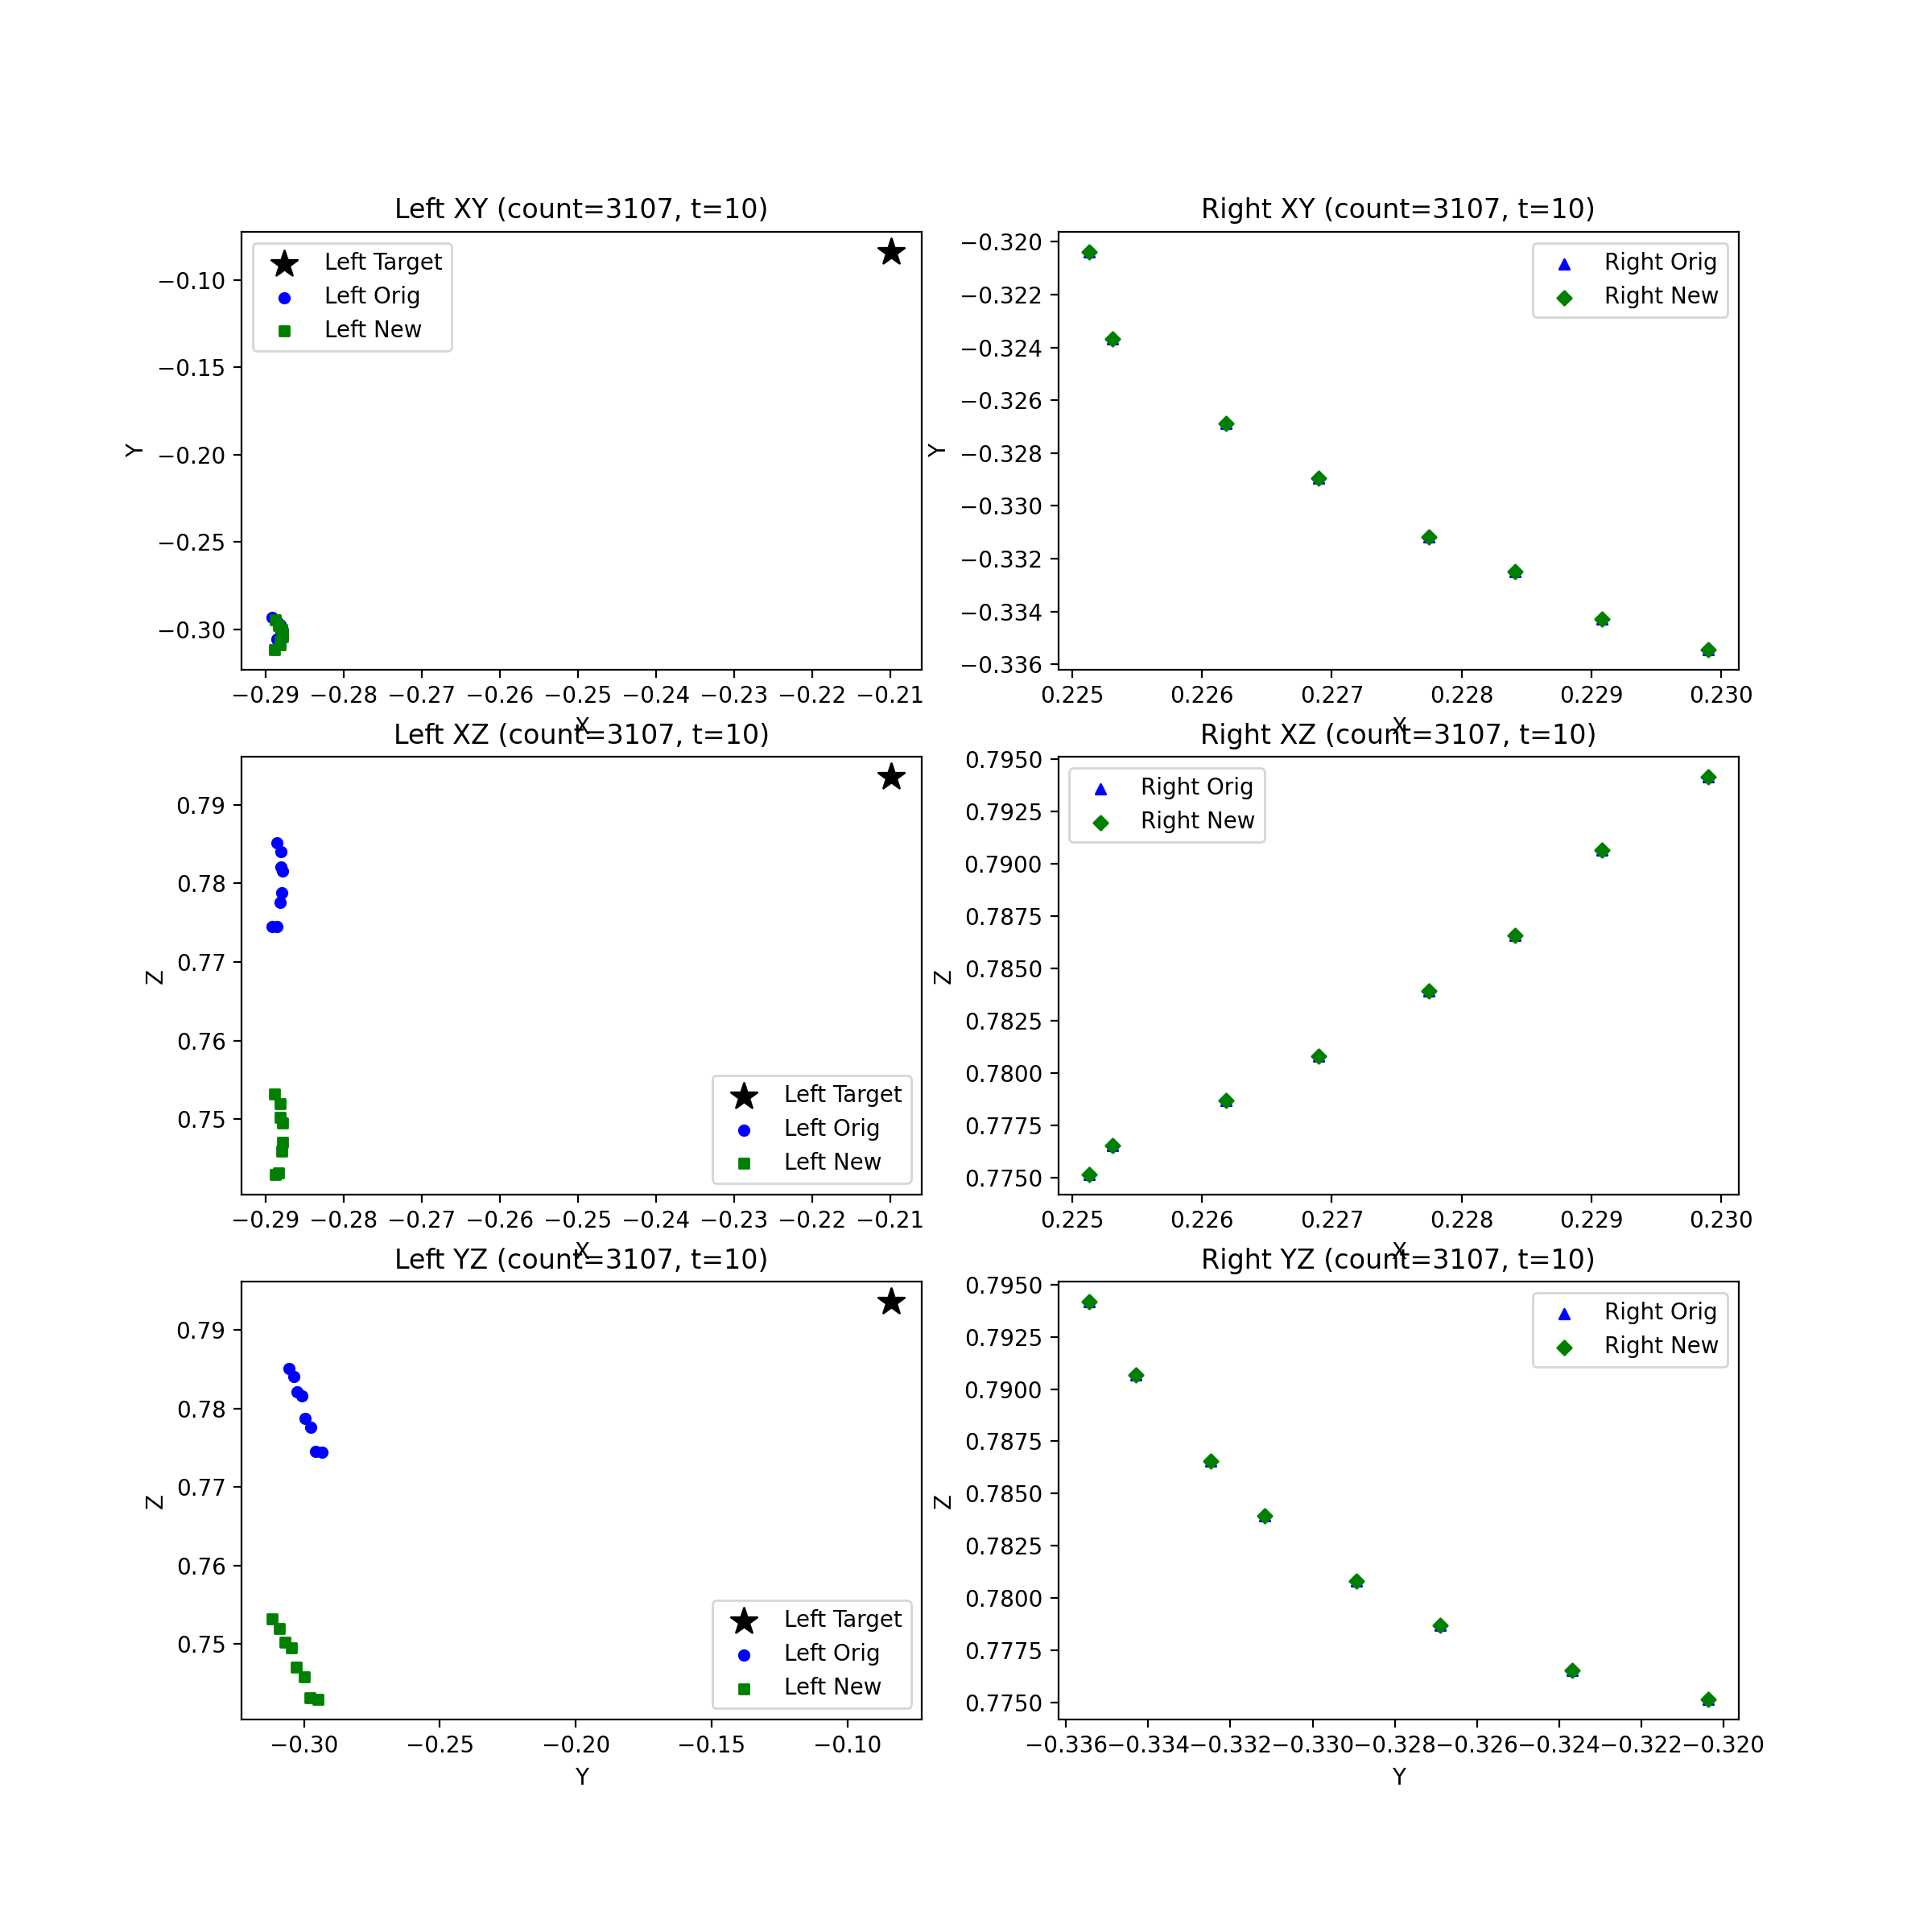 Left XY (count=3107, t=10)
Left Target
Left Orig
Left New
−0.10
−0.15
−0.20
−0.25
−0.30
Y
−0.29 −0.28 −0.27 −0.26 −0.25 −0.24 −0.23 −0.22 −0.21
X
Right XY (count=3107, t=10)
Right Orig
Right New
−0.320
−0.322
−0.324
−0.326
−0.328
−0.330
−0.332
−0.334
−0.336
Y
0.225 0.226 0.227 0.228 0.229 0.230
X
Left XZ (count=3107, t=10)
0.79
0.78
0.77
0.76
0.75
Z
Left Target
Left Orig
Left New
−0.29 −0.28 −0.27 −0.26 −0.25 −0.24 −0.23 −0.22 −0.21
X
Right XZ (count=3107, t=10)
Right Orig
Right New
0.7950
0.7925
0.7900
0.7875
0.7850
0.7825
0.7800
0.7775
0.7750
Z
0.225 0.226 0.227 0.228 0.229 0.230
X
Left YZ (count=3107, t=10)
0.79
0.78
0.77
0.76
0.75
Z
Left Target
Left Orig
Left New
−0.30 −0.25 −0.20 −0.15 −0.10
Y
Right YZ (count=3107, t=10)
Right Orig
Right New
0.7950
0.7925
0.7900
0.7875
0.7850
0.7825
0.7800
0.7775
0.7750
Z
−0.336 −0.334 −0.332 −0.330 −0.328 −0.326 −0.324 −0.322 −0.320
Y